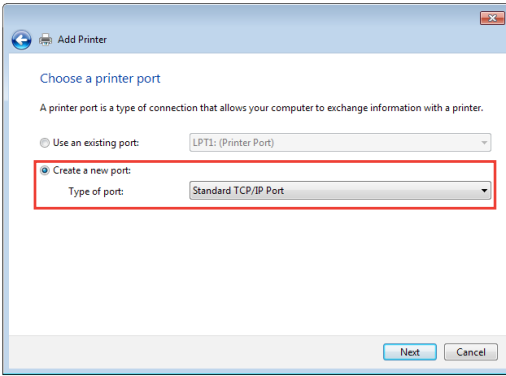 Add Printer
Choose a printer port
A printer port is a type of connection that allows your computer to exchange information with a printer.
Use an existing port: LPT1: (Printer Port)
Create a new port:
Type of port: Standard TCP/IP Port
Next Cancel